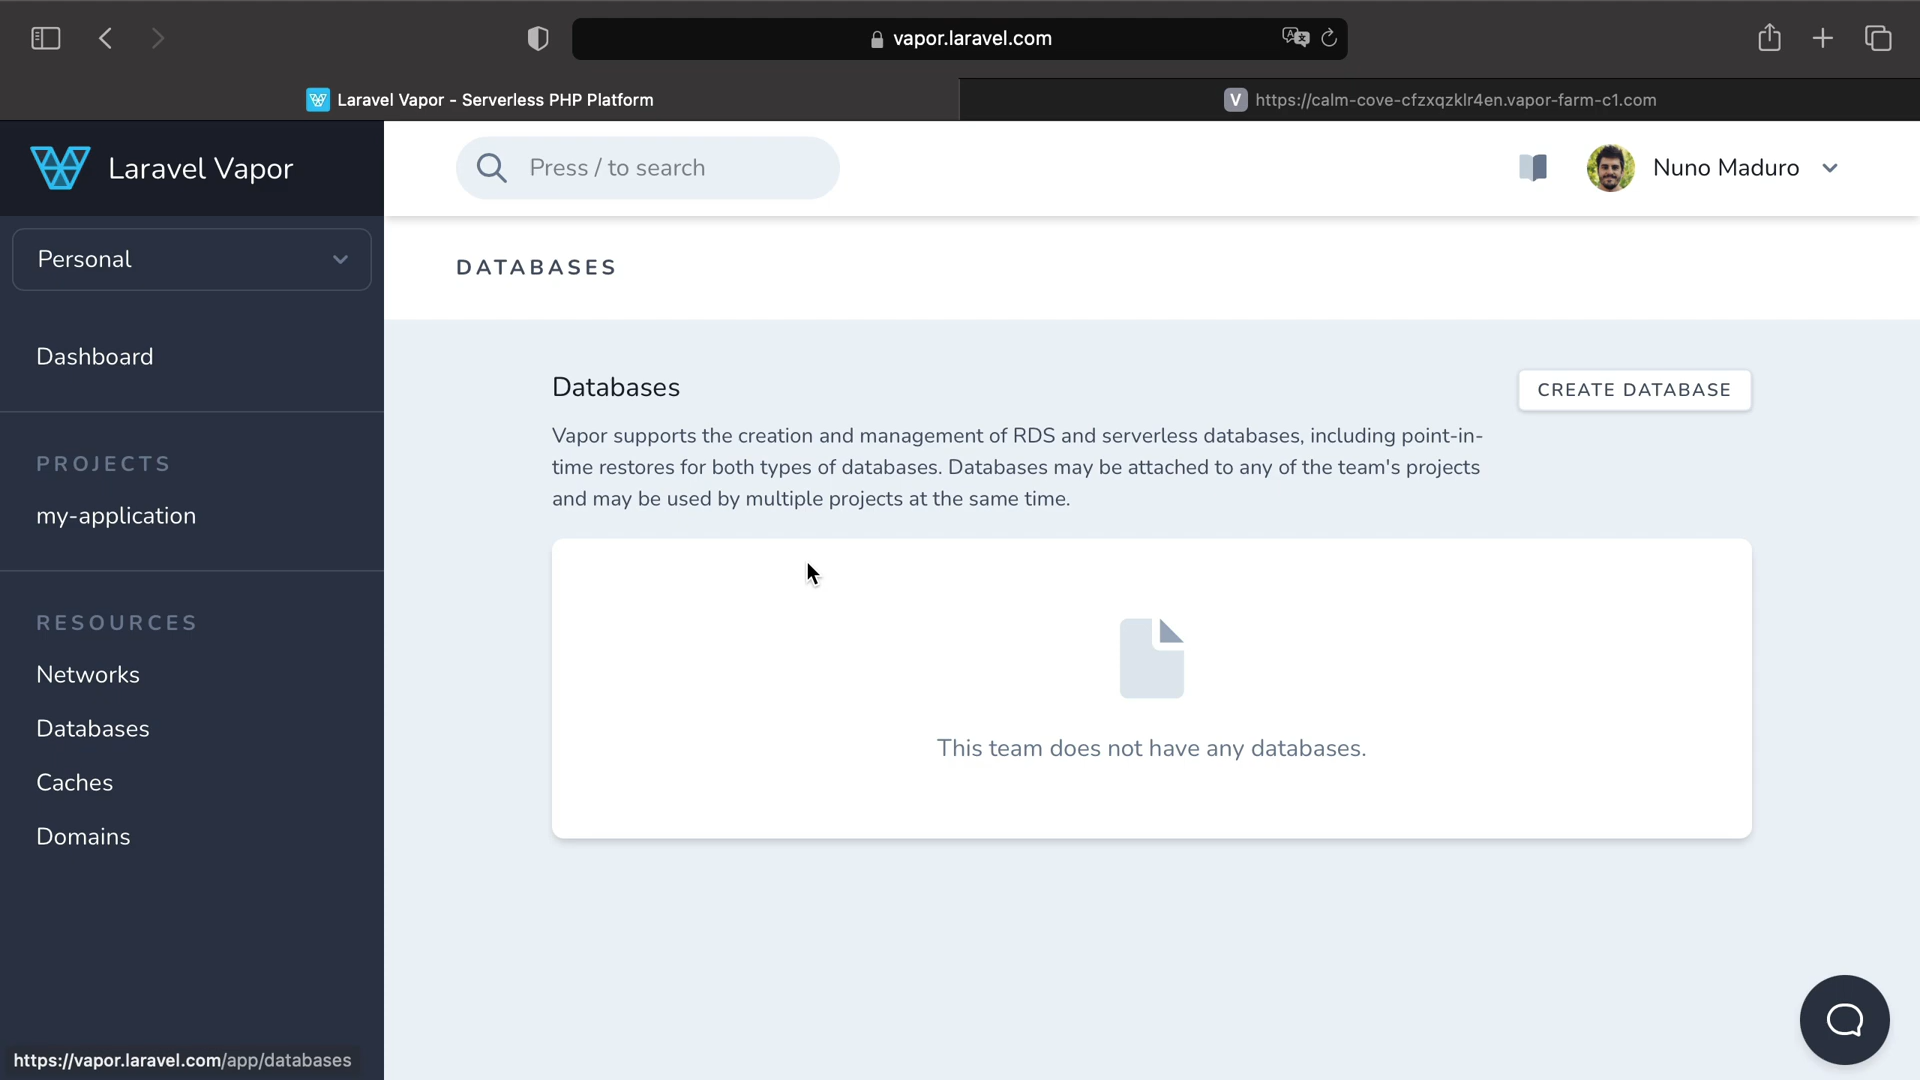 vapor.laravel.com
Laravel Vapor - Serverless PHP Platform
V https://calm-cove-cfzxqzklr4en.vapor-farm-c1.com
Laravel Vapor
Press / to search
Nuno Maduro
Personal
DATABASES
Dashboard
Databases
CREATE DATABASE
Vapor supports the creation and management of RDS and serverless databases, including point-in-
time restores for both types of databases. Databases may be attached to any of the team's projects
and may be used by multiple projects at the same time.
PROJECTS
my-application
RESOURCES
Networks
Databases
Caches
Domains
This team does not have any databases.
https://vapor.laravel.com/app/databases